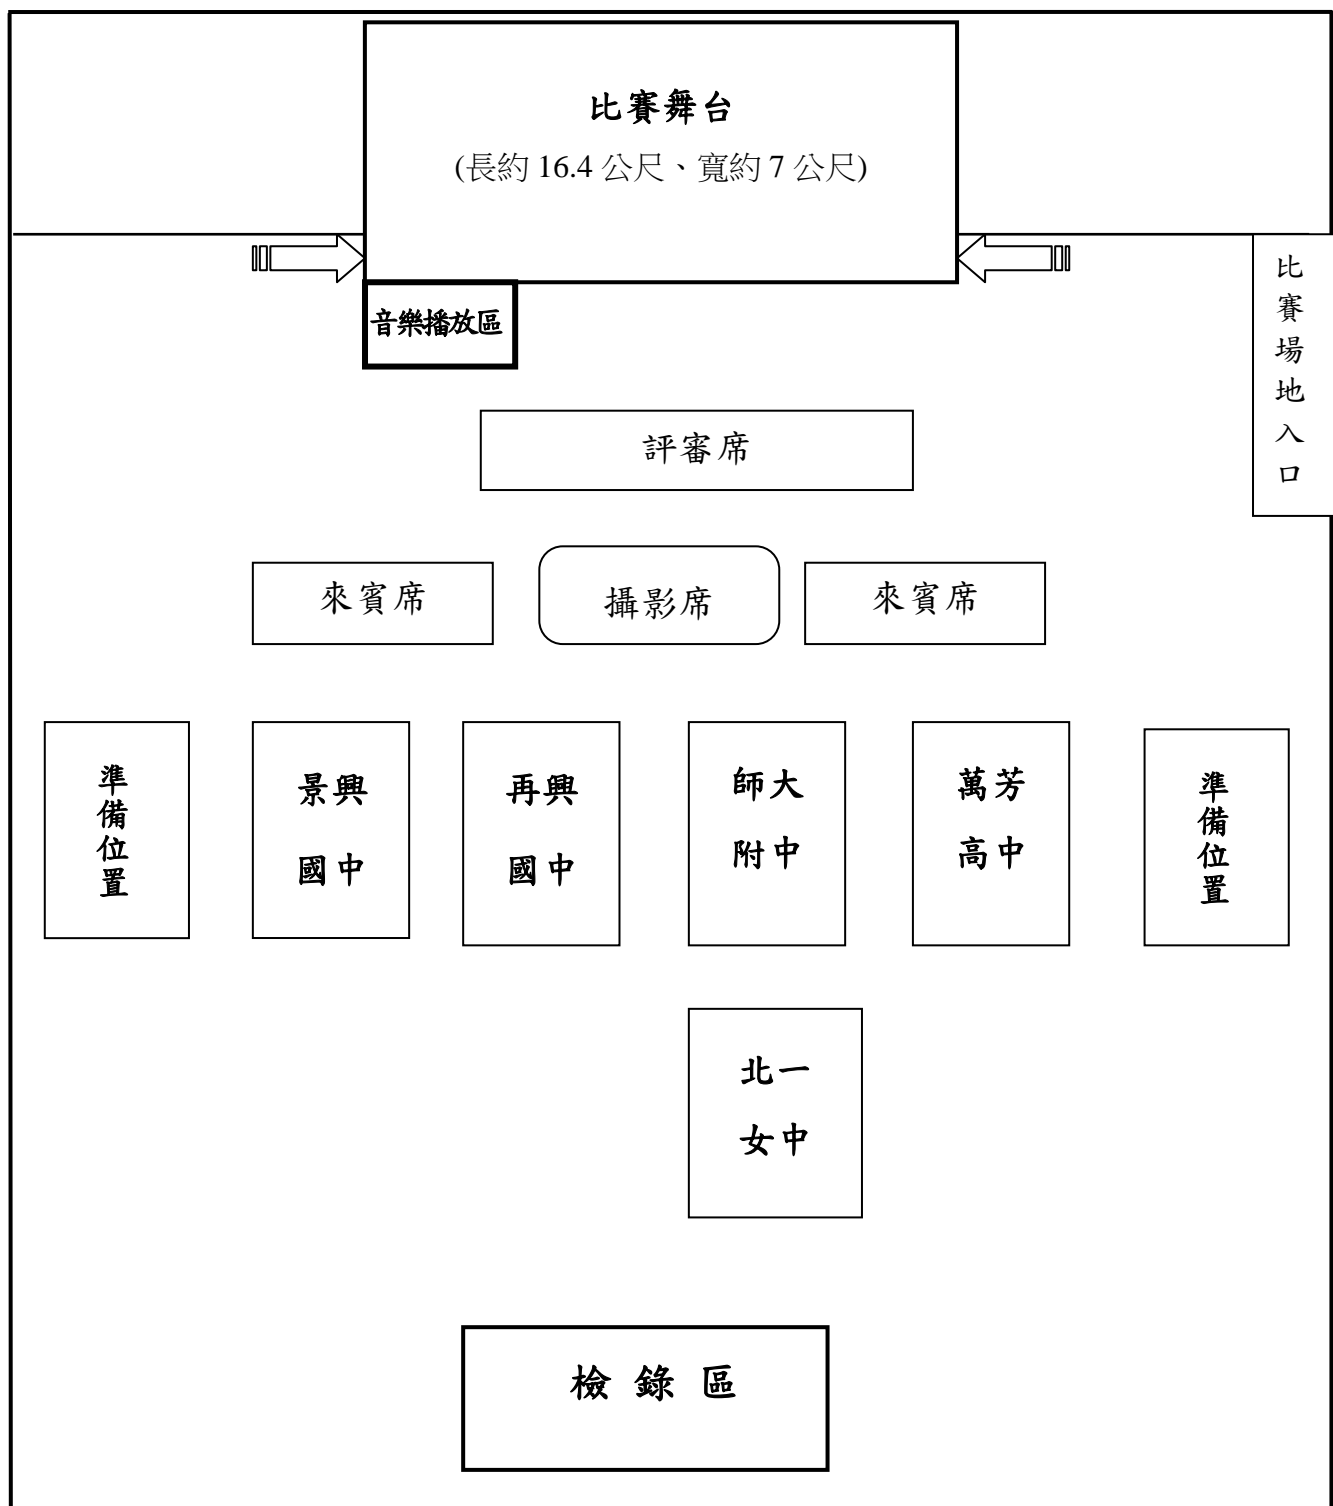 比賽舞台
(長約 16.4 公尺、寬約 7 公尺)
比賽場地入口
音樂播放區
評審席
來賓席
攝影席
來賓席
準備位置
景興
國中
再興
國中
師大
附中
萬芳
高中
準備位置
北一
女中
檢錄區